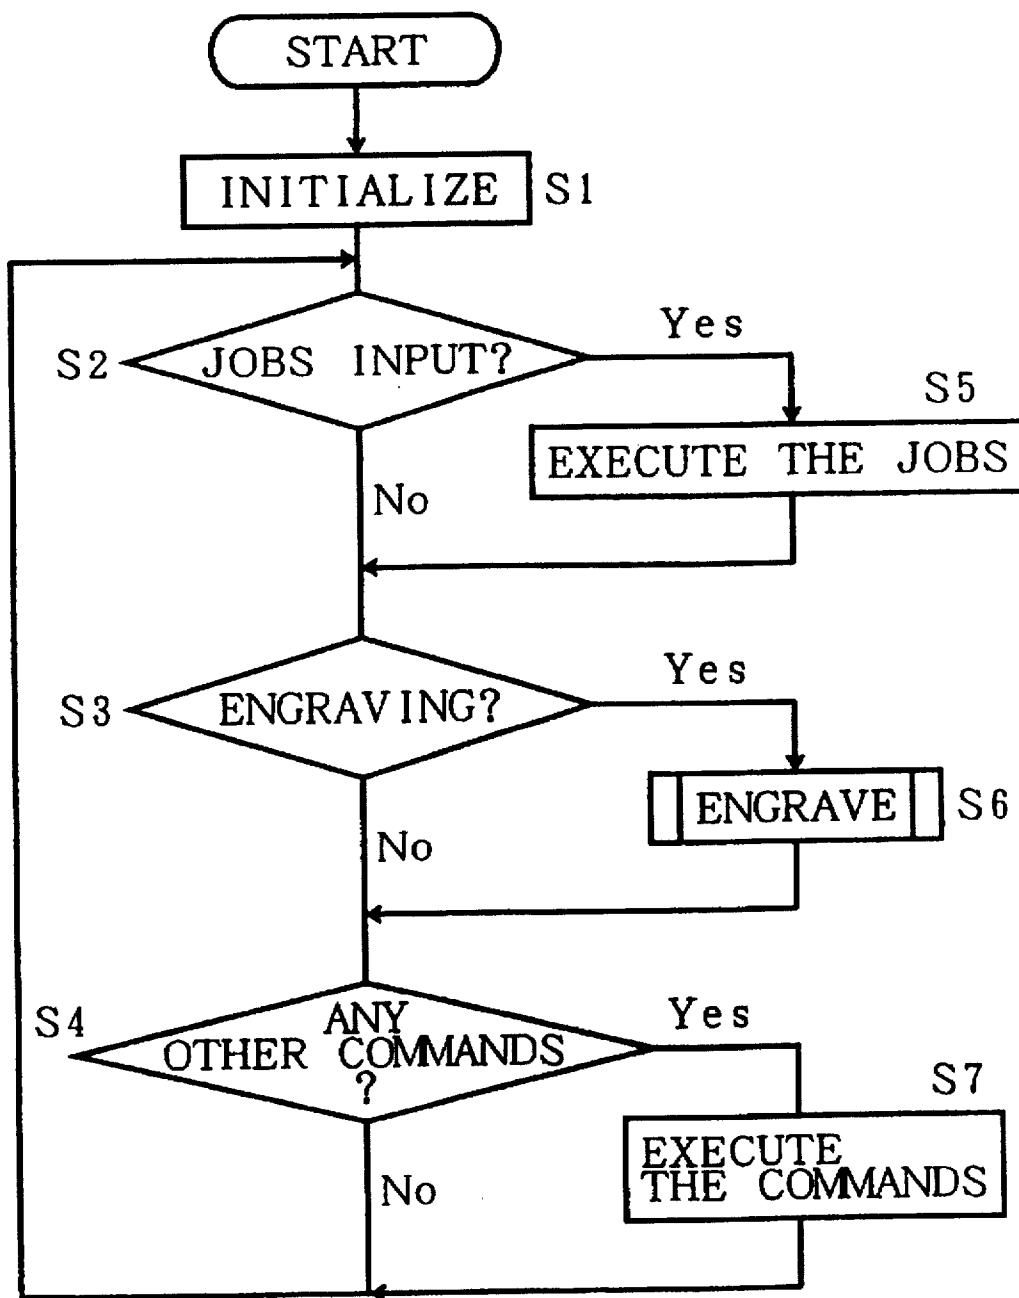 START
INITIALIZE S1
S2 JOBS INPUT? Yes
S5
EXECUTE THE JOBS
No
S3 ENGRAVING? Yes
ENGRAVE S6
No
S4 ANY Yes
OTHER COMMANDS
?
S7
EXECUTE
THE COMMANDS
No